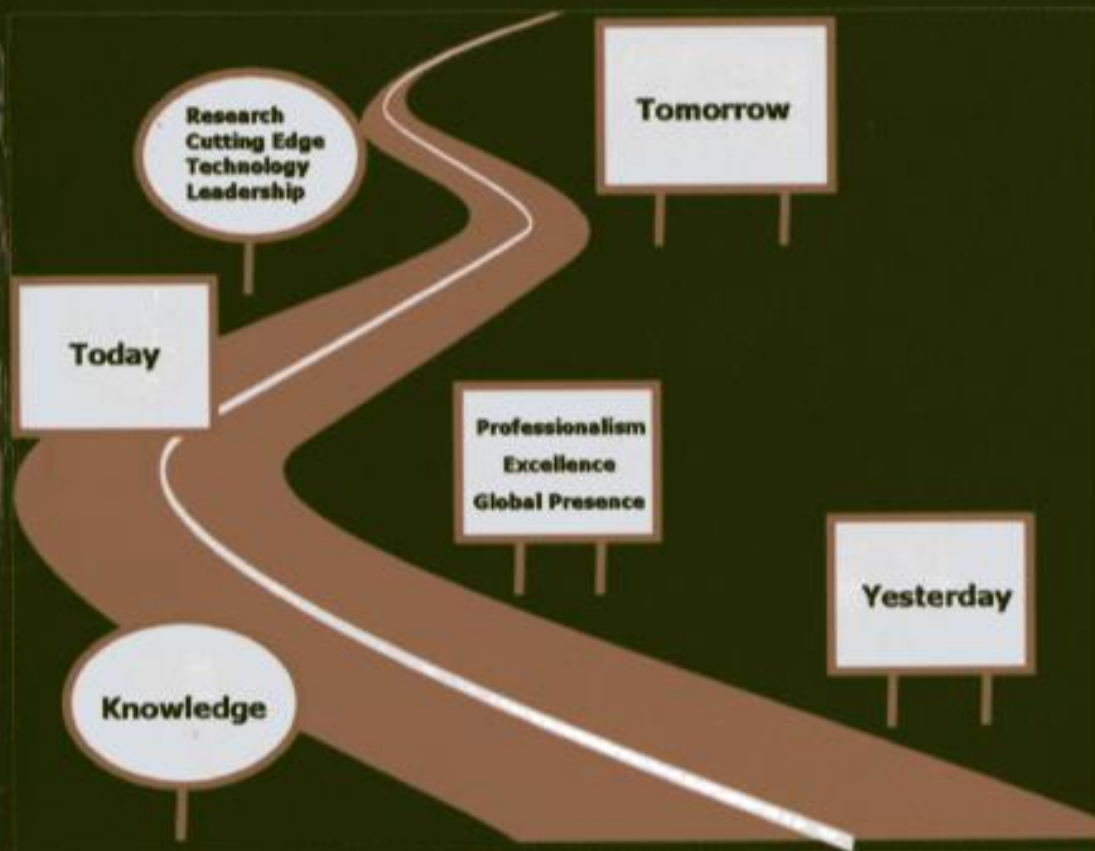 Research
Cutting Edge
Technology
Leadership
Tomorrow
Today
Professionalism
Excellence
Global Presence
Yesterday
Knowledge